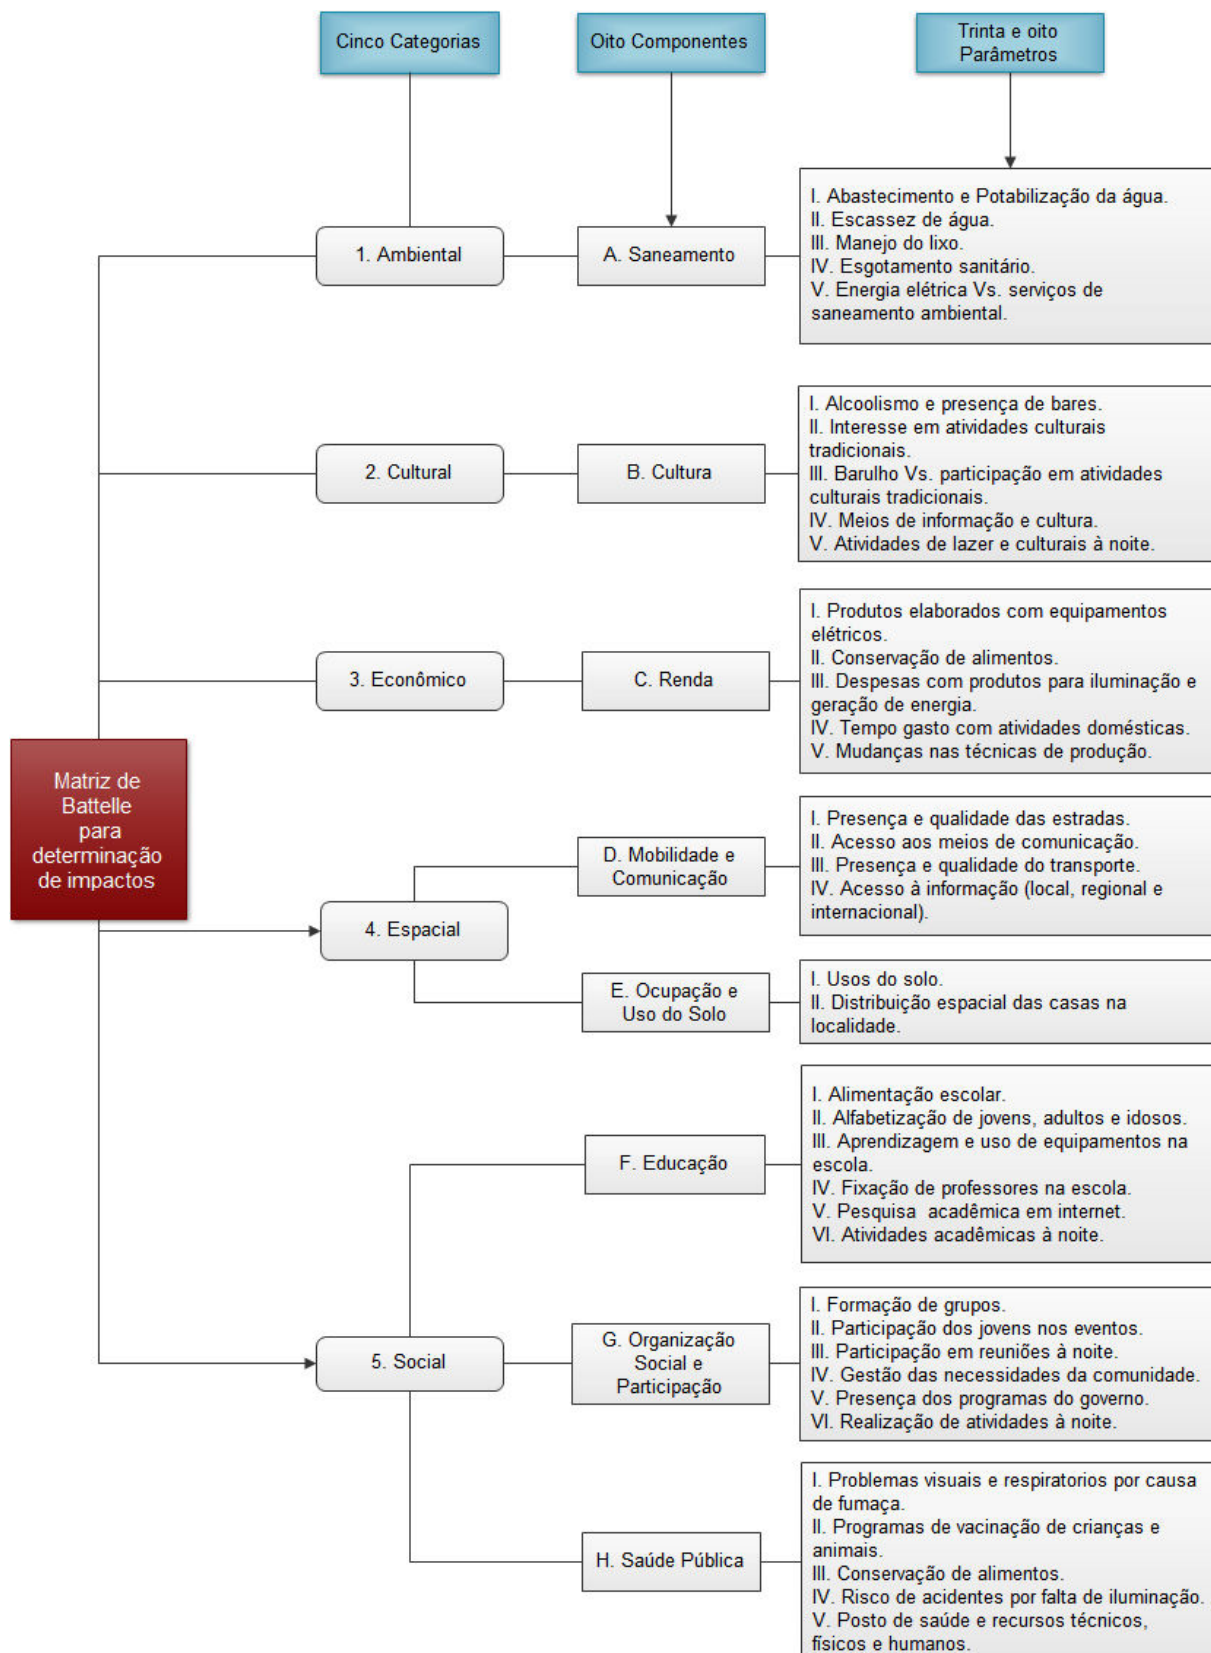 Cinco Categorias
Oito Componentes
Trinta e oito
Parâmetros
Matriz de
Battelle
para
determinação
de impactos
1. Ambiental
A. Saneamento
I. Abastecimento e Potabilização da água.
II. Escassez de água.
III. Manejo do lixo.
IV. Esgotamento sanitário.
V. Energia elétrica Vs. serviços de
saneamento ambiental.
2. Cultural
B. Cultura
I. Alcoolismo e presença de bares.
II. Interesse em atividades culturais
tradicionais.
III. Barulho Vs. participação em atividades
culturais tradicionais.
IV. Meios de informação e cultura.
V. Atividades de lazer e culturais à noite.
3. Econômico
C. Renda
I. Produtos elaborados com equipamentos
elétricos.
II. Conservação de alimentos.
III. Despesas com produtos para iluminação e
geração de energia.
IV. Tempo gasto com atividades domésticas.
V. Mudanças nas técnicas de produção.
4. Espacial
D. Mobilidade e
Comunicação
I. Presença e qualidade das estradas.
II. Acesso aos meios de comunicação.
III. Presença e qualidade do transporte.
IV. Acesso à informação (local, regional e
internacional).
E. Ocupação e
Uso do Solo
I. Usos do solo.
II. Distribuição espacial das casas na
localidade.
5. Social
F. Educação
I. Alimentação escolar.
II. Alfabetização de jovens, adultos e idosos.
III. Aprendizagem e uso de equipamentos na
escola.
IV. Fixação de professores na escola.
V. Pesquisa acadêmica em internet.
VI. Atividades acadêmicas à noite.
G. Organização
Social e
Participação
I. Formação de grupos.
II. Participação dos jovens nos eventos.
III. Participação em reuniões à noite.
IV. Gestão das necessidades da comunidade.
V. Presença dos programas do governo.
VI. Realização de atividades à noite.
H. Saúde Pública
I. Problemas visuais e respiratorios por causa
de fumaça.
II. Programas de vacinação de crianças e
animais.
III. Conservação de alimentos.
IV. Risco de acidentes por falta de iluminação.
V. Posto de saúde e recursos técnicos,
físicos e humanos.